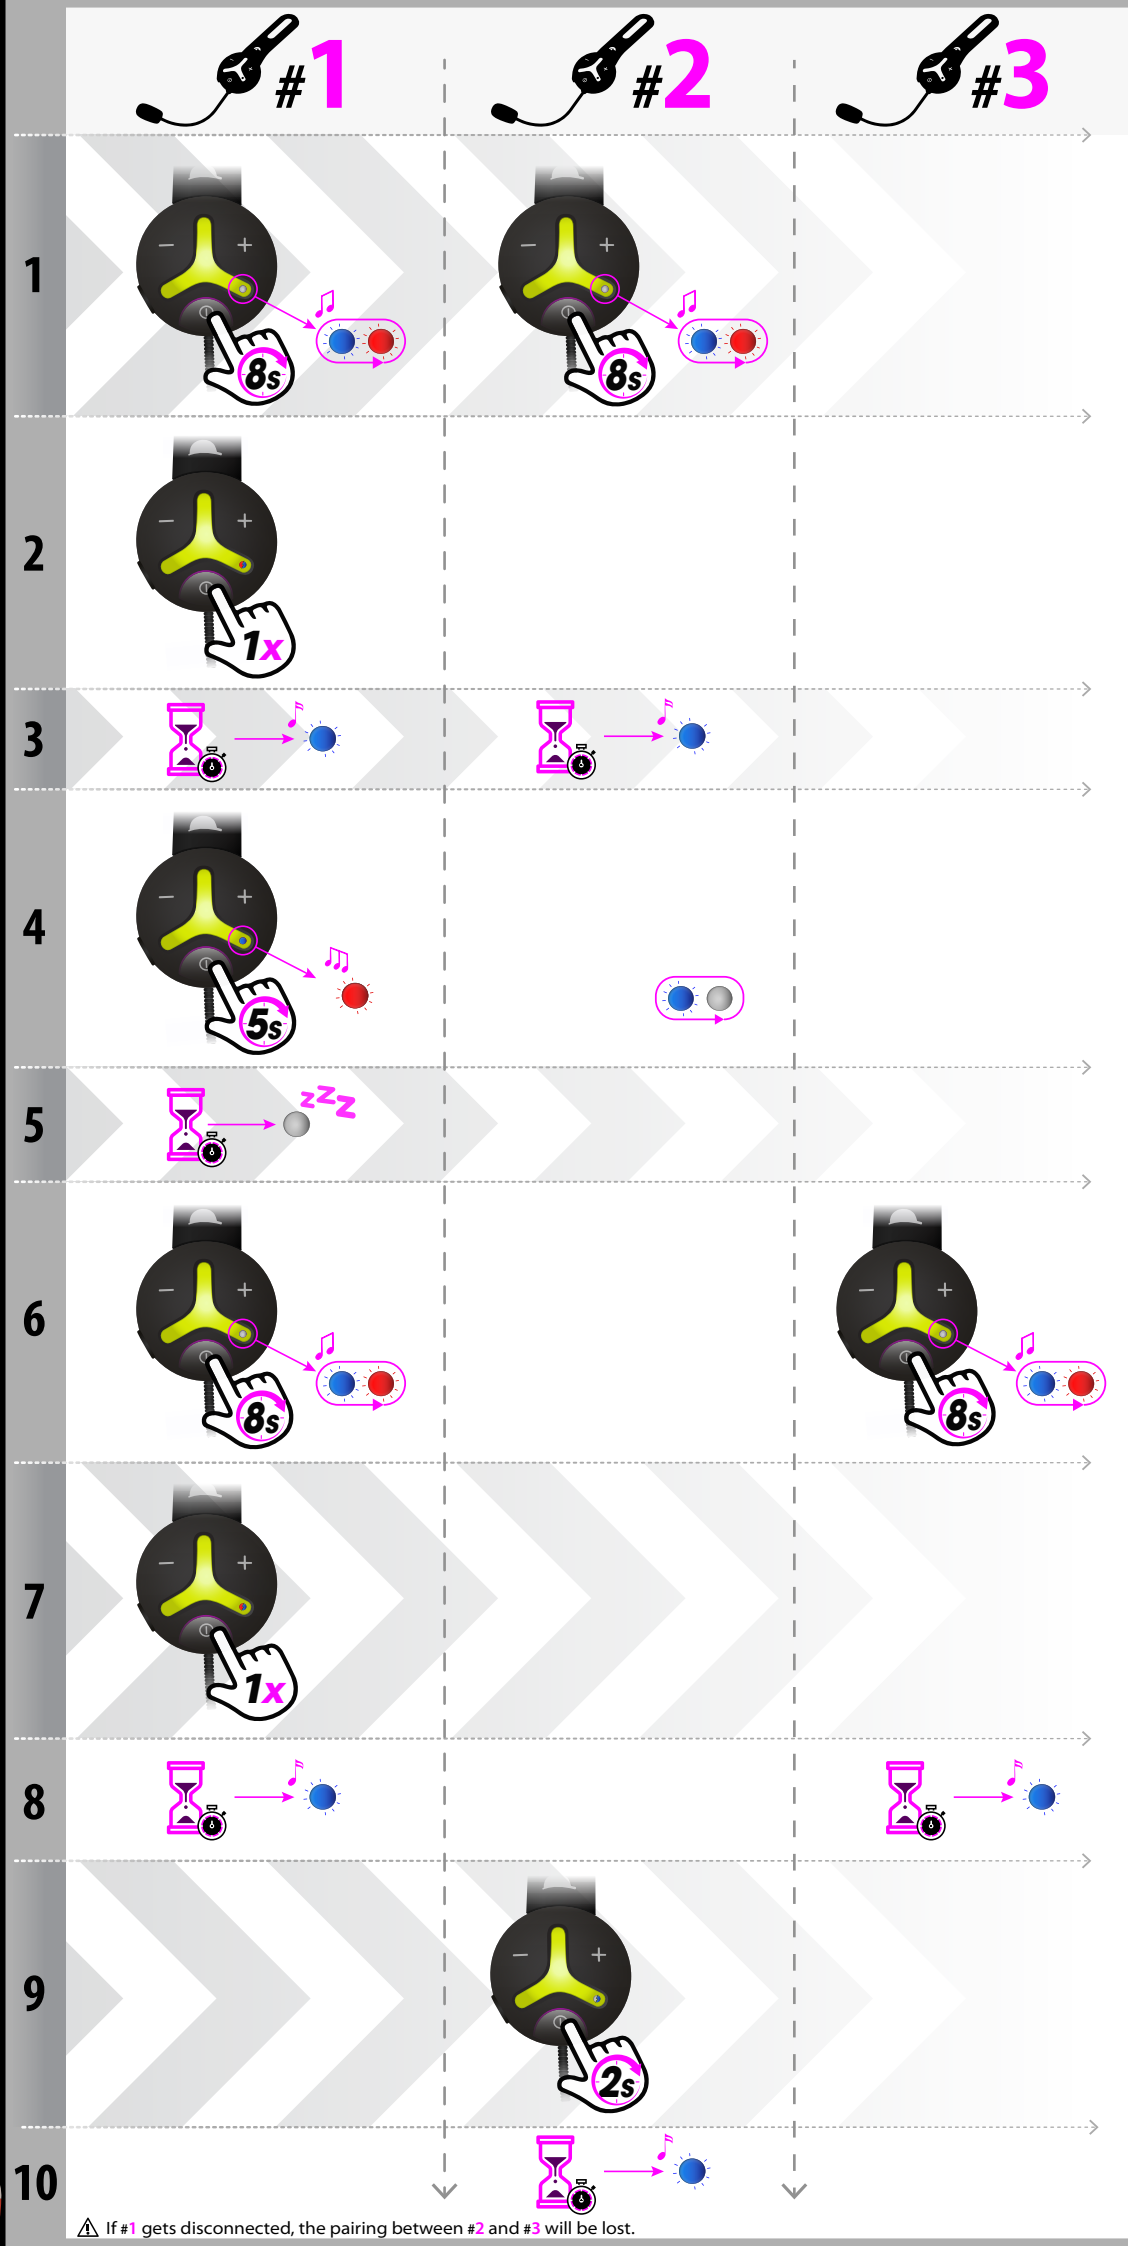 #1 #2 #3
1
8s 8s
2
1x
3
4
5s
5
zzz
6
8s 8s
7
1x
8
9
2s
10
If #1 gets disconnected, the pairing between #2 and #3 will be lost.